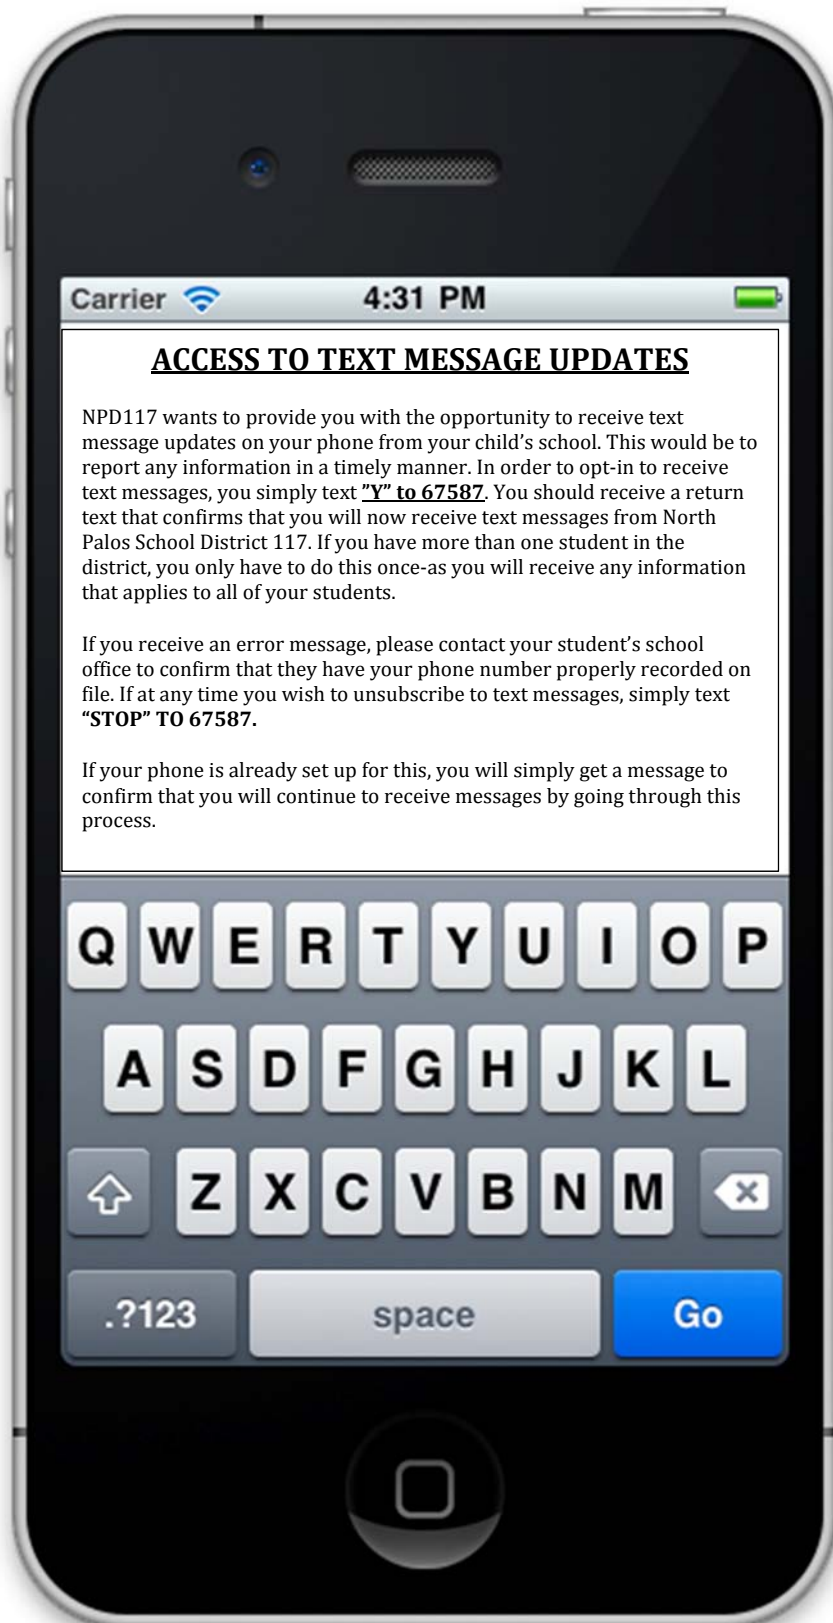 Carrier 4:31 PM
ACCESS TO TEXT MESSAGE UPDATES
NPD117 wants to provide you with the opportunity to receive text
message updates on your phone from your child’s school. This would be to
report any information in a timely manner. In order to opt-in to receive
text messages, you simply text ”Y” to 67587. You should receive a return
text that confirms that you will now receive text messages from North
Palos School District 117. If you have more than one student in the
district, you only have to do this once-as you will receive any information
that applies to all of your students.
If you receive an error message, please contact your student’s school
office to confirm that they have your phone number properly recorded on
file. If at any time you wish to unsubscribe to text messages, simply text
“STOP” TO 67587.
If your phone is already set up for this, you will simply get a message to
confirm that you will continue to receive messages by going through this
process.
Q W E R T Y U I O P
A S D F G H J K L
Z X C V B N M
.?123 space Go